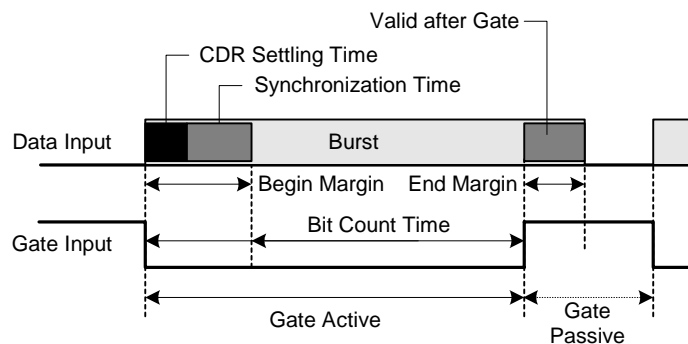 Valid after Gate
CDR Settling Time
Synchronization Time
Data Input
Burst
Begin Margin
End Margin
Bit Count Time
Gate Input
Gate Active
Gate
Passive